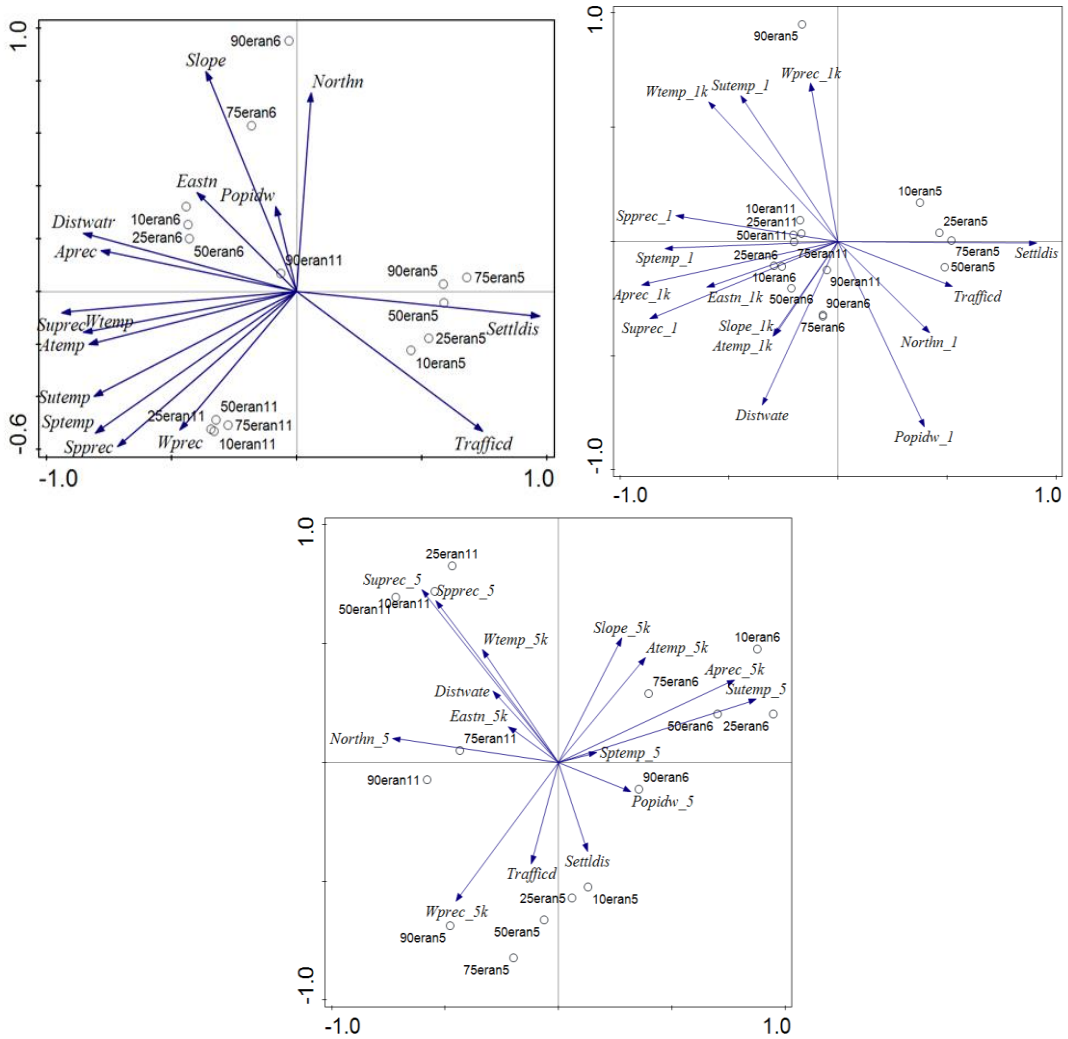 1.0
90eran6
Slope
Northn
75eran6
Eastn
Popidw
10eran6
Distwatr
25eran6
50eran6
Aprec
90eran11
90eran5
75eran5
50eran5
Settldis
Suprec
Wtemp
Atemp
25eran5
10eran5
Sutemp
50eran11
25eran11
Sptemp
75eran11
Spprec
Wprec
10eran11
Trafficd
-0.6
-1.0
1.0
1.0
90eran5
Wprec_1k
Sutemp_1
Wtemp_1k
10eran5
Spprec_1
10eran11
25eran11
25eran5
50eran11
Sptemp_1
75eran11
75eran5
Settldis
25eran6
50eran5
10eran6
90eran11
Aprec_1k
Eastn_1k
50eran6
90eran6
Trafficd
Suprec_1
Slope_1k
75eran6
Atemp_1k
Northn_1
Distwate
Popidw_1
-1.0
-1.0
1.0
1.0
25eran11
Suprec_5
Spprec_5
50eran11
10eran11
Wtemp_5k
Slope_5k
10eran6
Atemp_5k
Aprec_5k
Distwate
75eran6
Sutemp_5
Eastn_5k
50eran6
25eran6
Northn_5
75eran11
Sptemp_5
90eran11
90eran6
Popidw_5
Settldis
Trafficd
25eran5
10eran5
Wprec_5k
90eran5
50eran5
75eran5
-1.0
-1.0
1.0